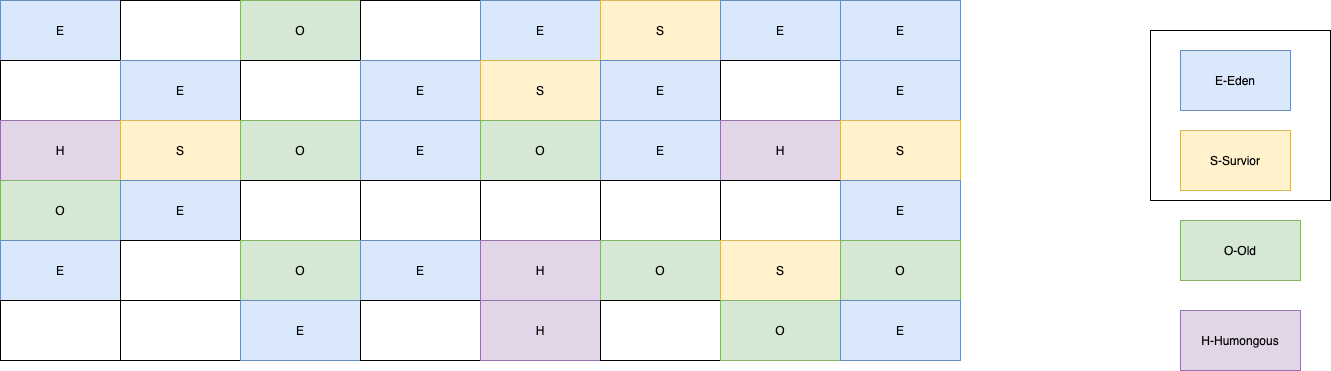 E O E S E E
E E S E E
H S O E O E H S
O E E
E O E H O S O
E H O E
E-Eden
S-Survior
O-Old
H-Humongous